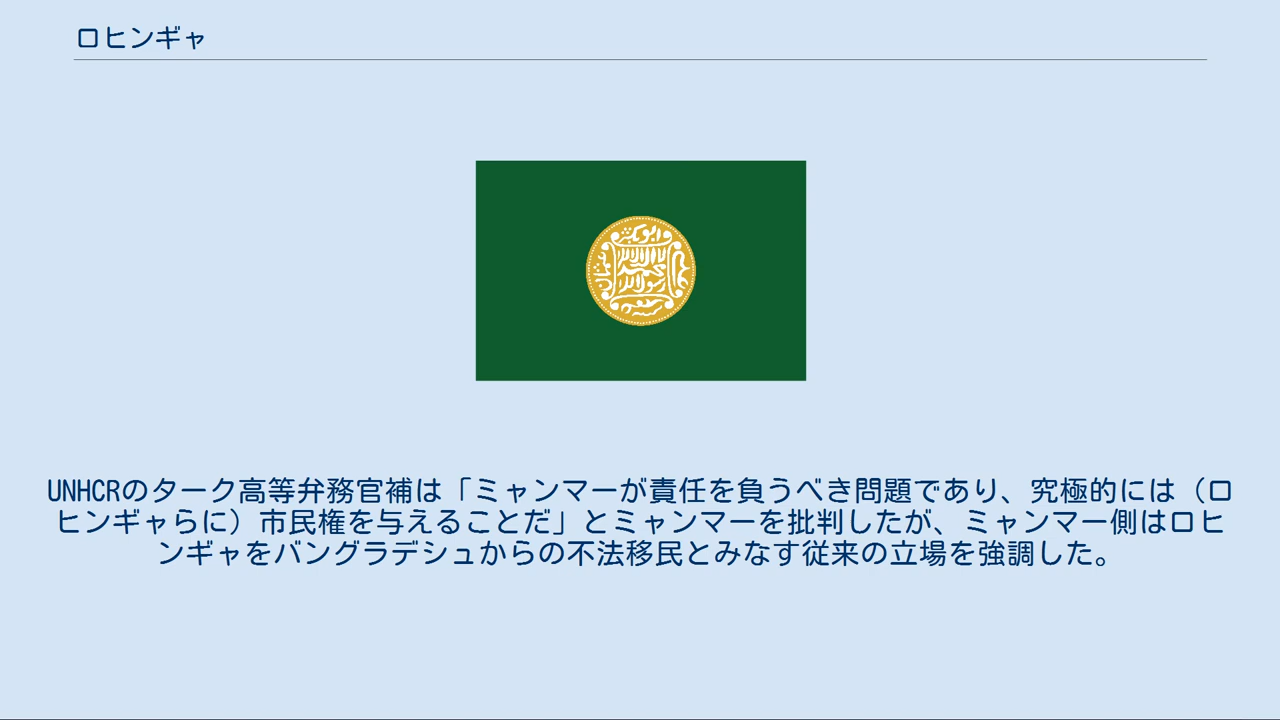 ロヒンギャ
UNHCRのターク高等弁務官補は「ミャンマーが責任を負うべき問題であり、究極的には（ロ
ヒンギャらに）市民権を与えることだ」とミャンマーを批判したが、ミャンマー側はロヒ
ンギャをバングラデシュからの不法移民とみなす従来の立場を強調した。